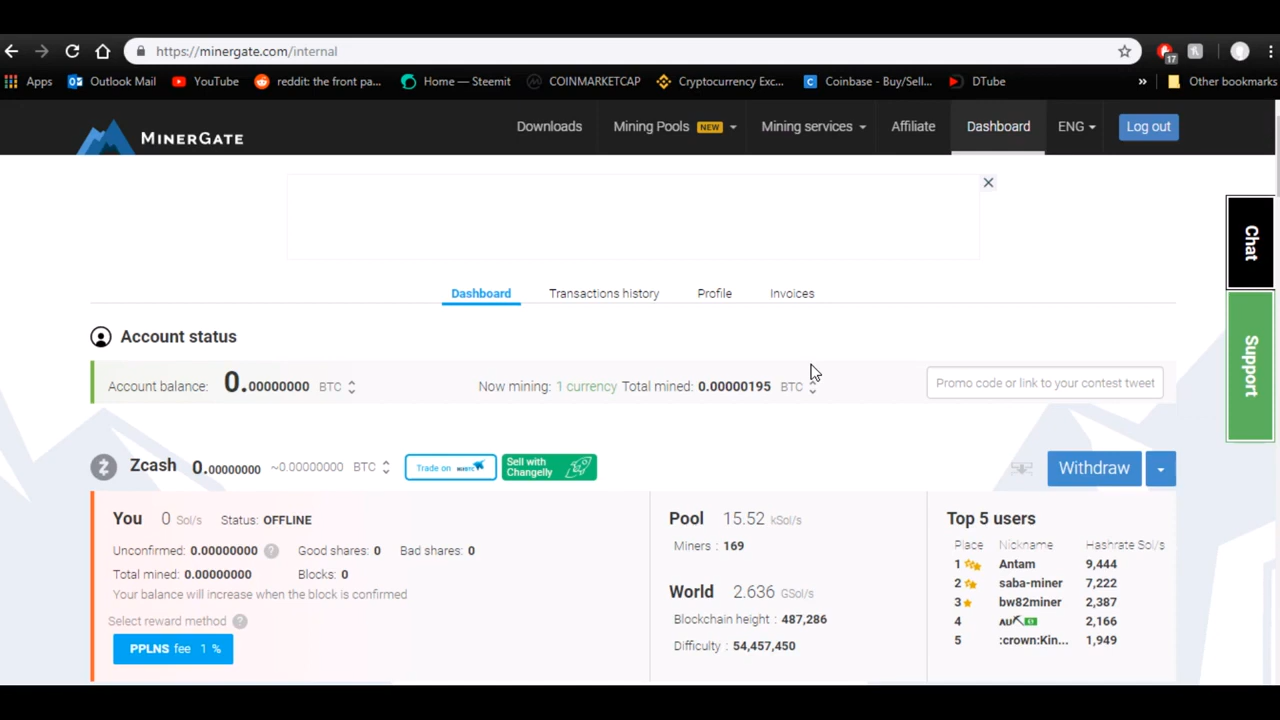 https://minergate.com/internal
17
Apps Outlook Mail YouTube reddit: the front pa... Home — Steemit COINMARKETCAP Cryptocurrency Exc... Coinbase - Buy/Sell... DTube » Other bookmarks
MINERGATE Downloads Mining Pools NEW Mining services Affiliate Dashboard ENG Log out
Chat
Support
Dashboard Transactions history Profile Invoices
Account status
Account balance: 0.00000000 BTC Now mining: 1 currency Total mined: 0.00000195 BTC Promo code or link to your contest tweet
Zcash 0.00000000 ~0.00000000 BTC Trade on Sell with Changelly Withdraw
You 0 Sol/s Status: OFFLINE
Unconfirmed: 0.00000000 ? Good shares: 0 Bad shares: 0
Total mined: 0.00000000 Blocks: 0
Your balance will increase when the block is confirmed
Select reward method ?
PPLNS fee 1 %
Pool 15.52 kSol/s
Miners : 169
World 2.636 GSol/s
Blockchain height : 487,286
Difficulty : 54,457,450
Top 5 users
Place Nickname Hashrate Sol/s
1 Antam 9,444
2 saba-miner 7,222
3 bw82miner 2,387
4 AU 2,166
5 :crown:Kin... 1,949